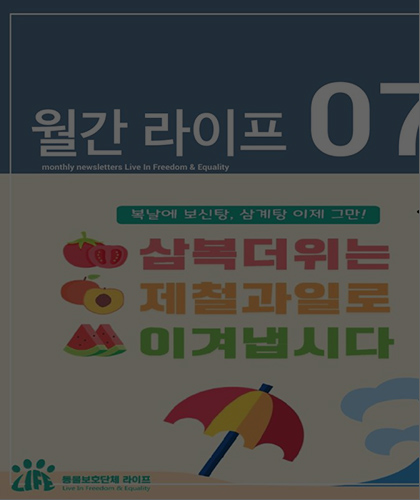 월간 라이프 07
monthly newsletters Live In Freedom & Equality
복날에 보신탕, 삼계탕 이제 그만!
삼복더위는
제철과일로
이겨냅시다
LIFE 동물보호단체 라이프
Live In Freedom & Equality